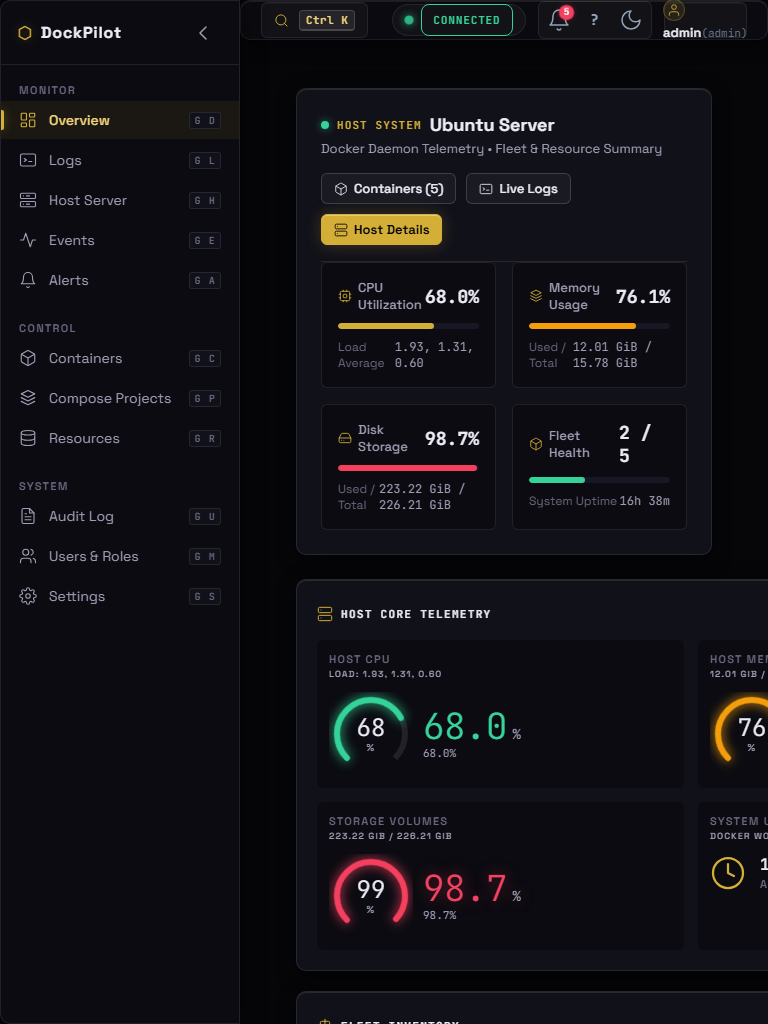 DockPilot
Ctrl K
CONNECTED
5
?
admin(admin)
MONITOR
Overview G D
Logs G L
Host Server G H
Events G E
Alerts G A
CONTROL
Containers G C
Compose Projects G P
Resources G R
SYSTEM
Audit Log G U
Users & Roles G M
Settings G S
HOST SYSTEM Ubuntu Server
Docker Daemon Telemetry • Fleet & Resource Summary
Containers (5) Live Logs
Host Details
CPU
Utilization 68.0%
Load
Average
1.93, 1.31,
0.60
Memory
Usage 76.1%
Used /
Total
12.01 GiB /
15.78 GiB
Disk
Storage 98.7%
Used /
Total
223.22 GiB /
226.21 GiB
Fleet
Health
2 /
5
System Uptime 16h 38m
HOST CORE TELEMETRY
HOST CPU
LOAD: 1.93, 1.31, 0.60
68
%
68.0 %
68.0%
HOST MEM
12.01 GIB /
76
%
STORAGE VOLUMES
223.22 GIB / 226.21 GIB
99
%
98.7 %
98.7%
SYSTEM U
DOCKER WO
1
A
FLEET INVENTORY